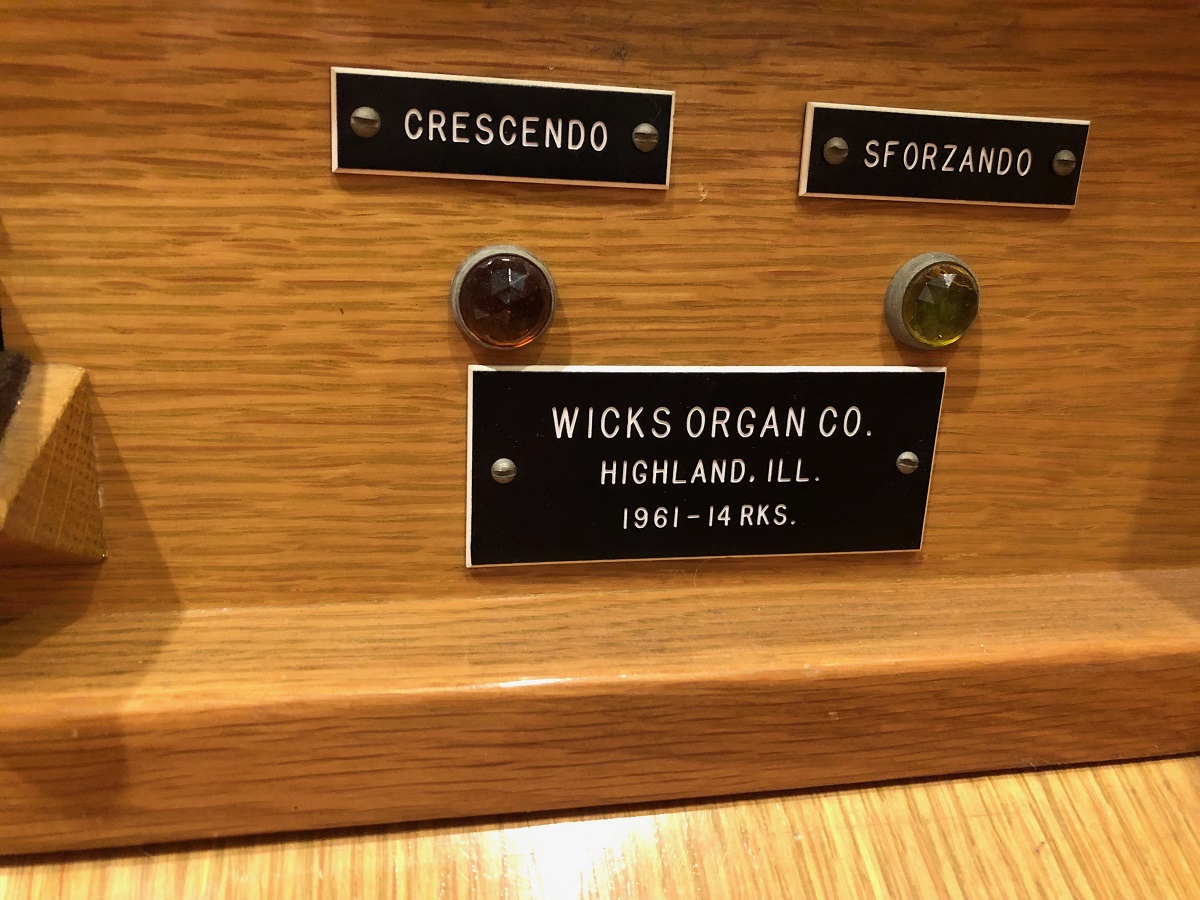 CRESCENDO
SFORZANDO
WICKS ORGAN CO.
HIGHLAND, ILL.
1961-14 RKS.